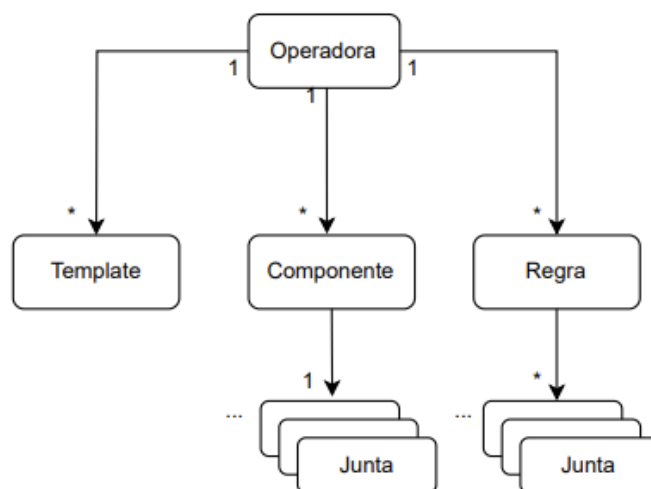 Operadora
1
1
1
*
*
*
Template
Componente
Regra
1
*
...
...
Junta
Junta